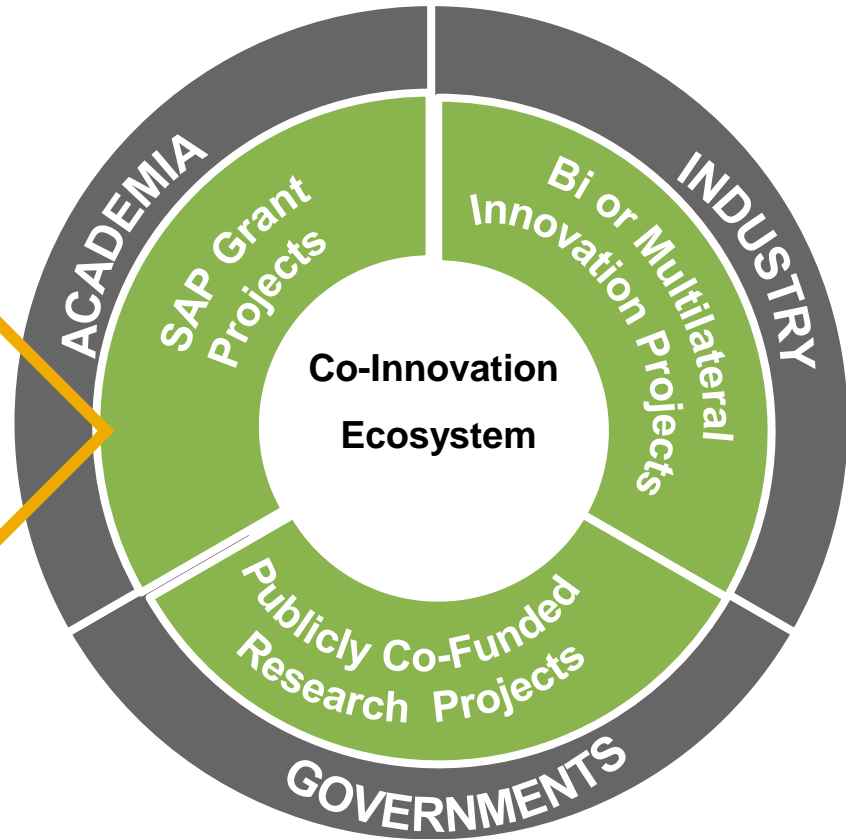 ACADEMIA
INDUSTRY
SAP Grant
Projects
Bi or Multilateral
Innovation Projects
Co-Innovation
Ecosystem
Publicly Co-Funded
Research Projects
GOVERNMENTS